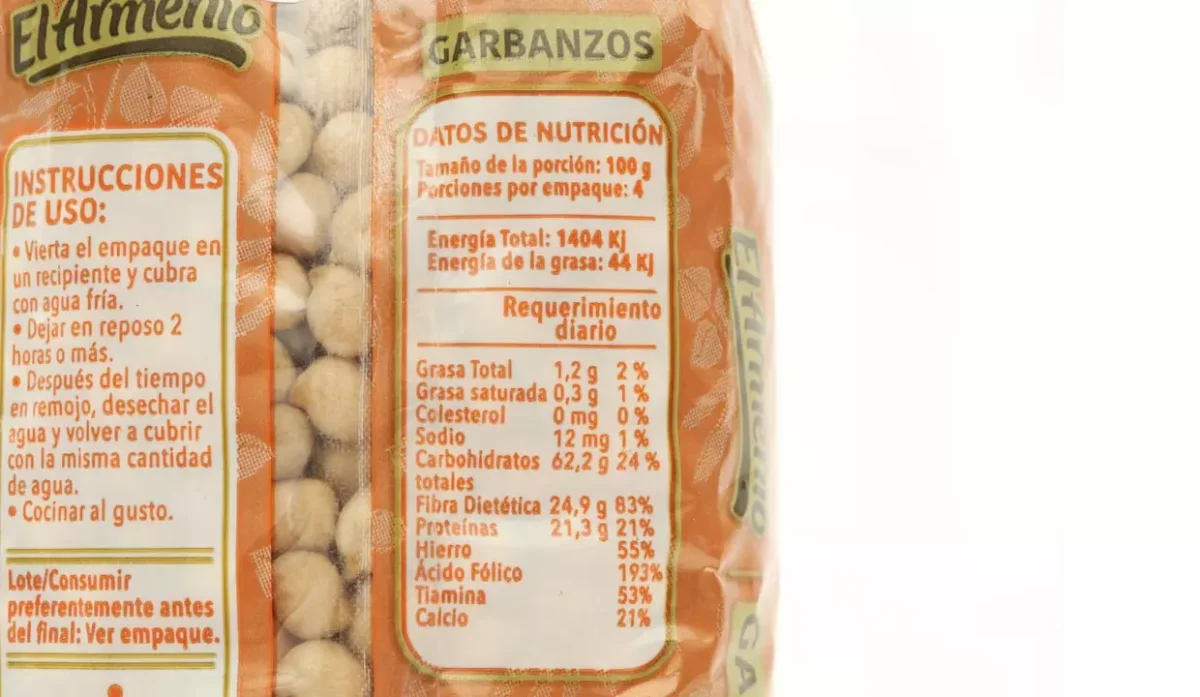 El Armenio
INSTRUCCIONES
DE USO:
• Vierta el empaque en
un recipiente y cubra
con agua fría.
• Dejar en reposo 2
horas o más.
• Después del tiempo
en remojo, desechar el
agua y volver a cubrir
con la misma cantidad
de agua.
• Cocinar al gusto.
Lote/Consumir
preferentemente antes
del final: Ver empaque.
GARBANZOS
DATOS DE NUTRICIÓN
Tamaño de la porción: 100 g
Porciones por empaque: 4
Energía Total: 1404 Kj
Energía de la grasa: 44 Kj
Requerimiento
diario
Grasa Total 1,2 g 2 %
Grasa saturada 0,3 g 1 %
Colesterol 0 mg 0 %
Sodio 12 mg 1 %
Carbohidratos 62,2 g 24 %
totales
Fibra Dietética 24,9 g 83%
Proteínas 21,3 g 21%
Hierro 55%
Ácido Fólico 193%
Tiamina 53%
Calcio 21%
El Armenio
GA